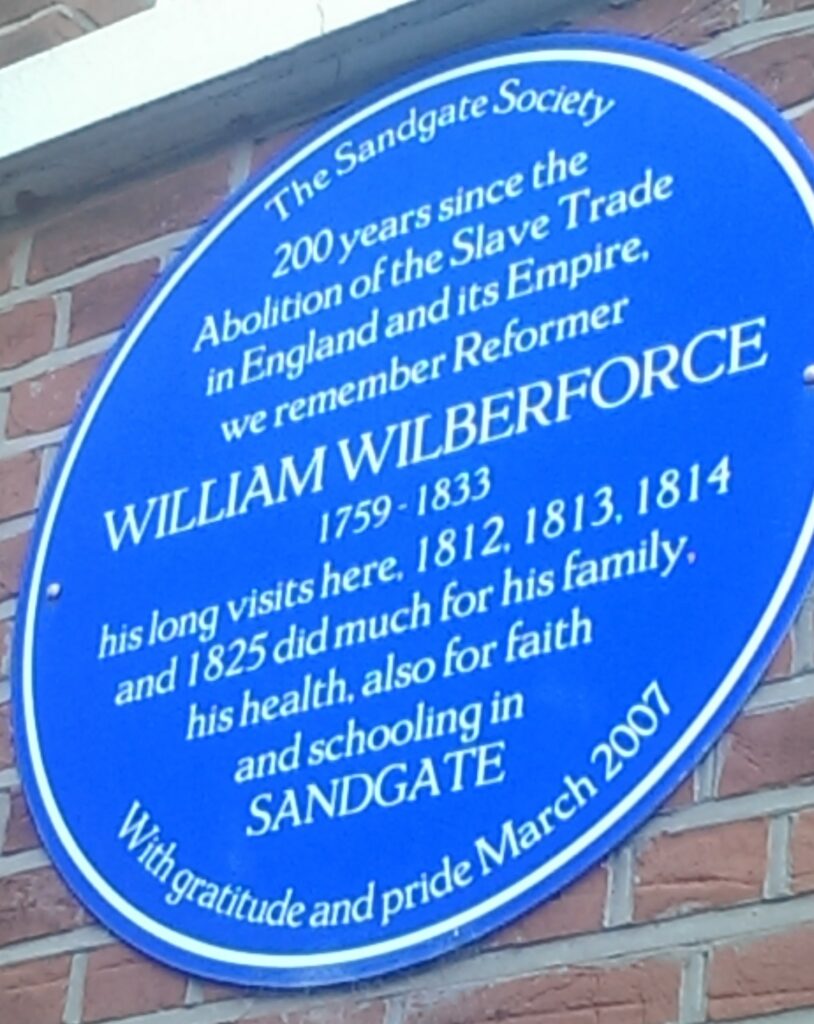 The Sandgate Society
200 years since the
Abolition of the Slave Trade
in England and its Empire,
we remember Reformer
WILLIAM WILBERFORCE
1759 - 1833
his long visits here, 1812, 1813, 1814
and 1825 did much for his family,
his health, also for faith
and schooling in
SANDGATE
With gratitude and pride March 2007